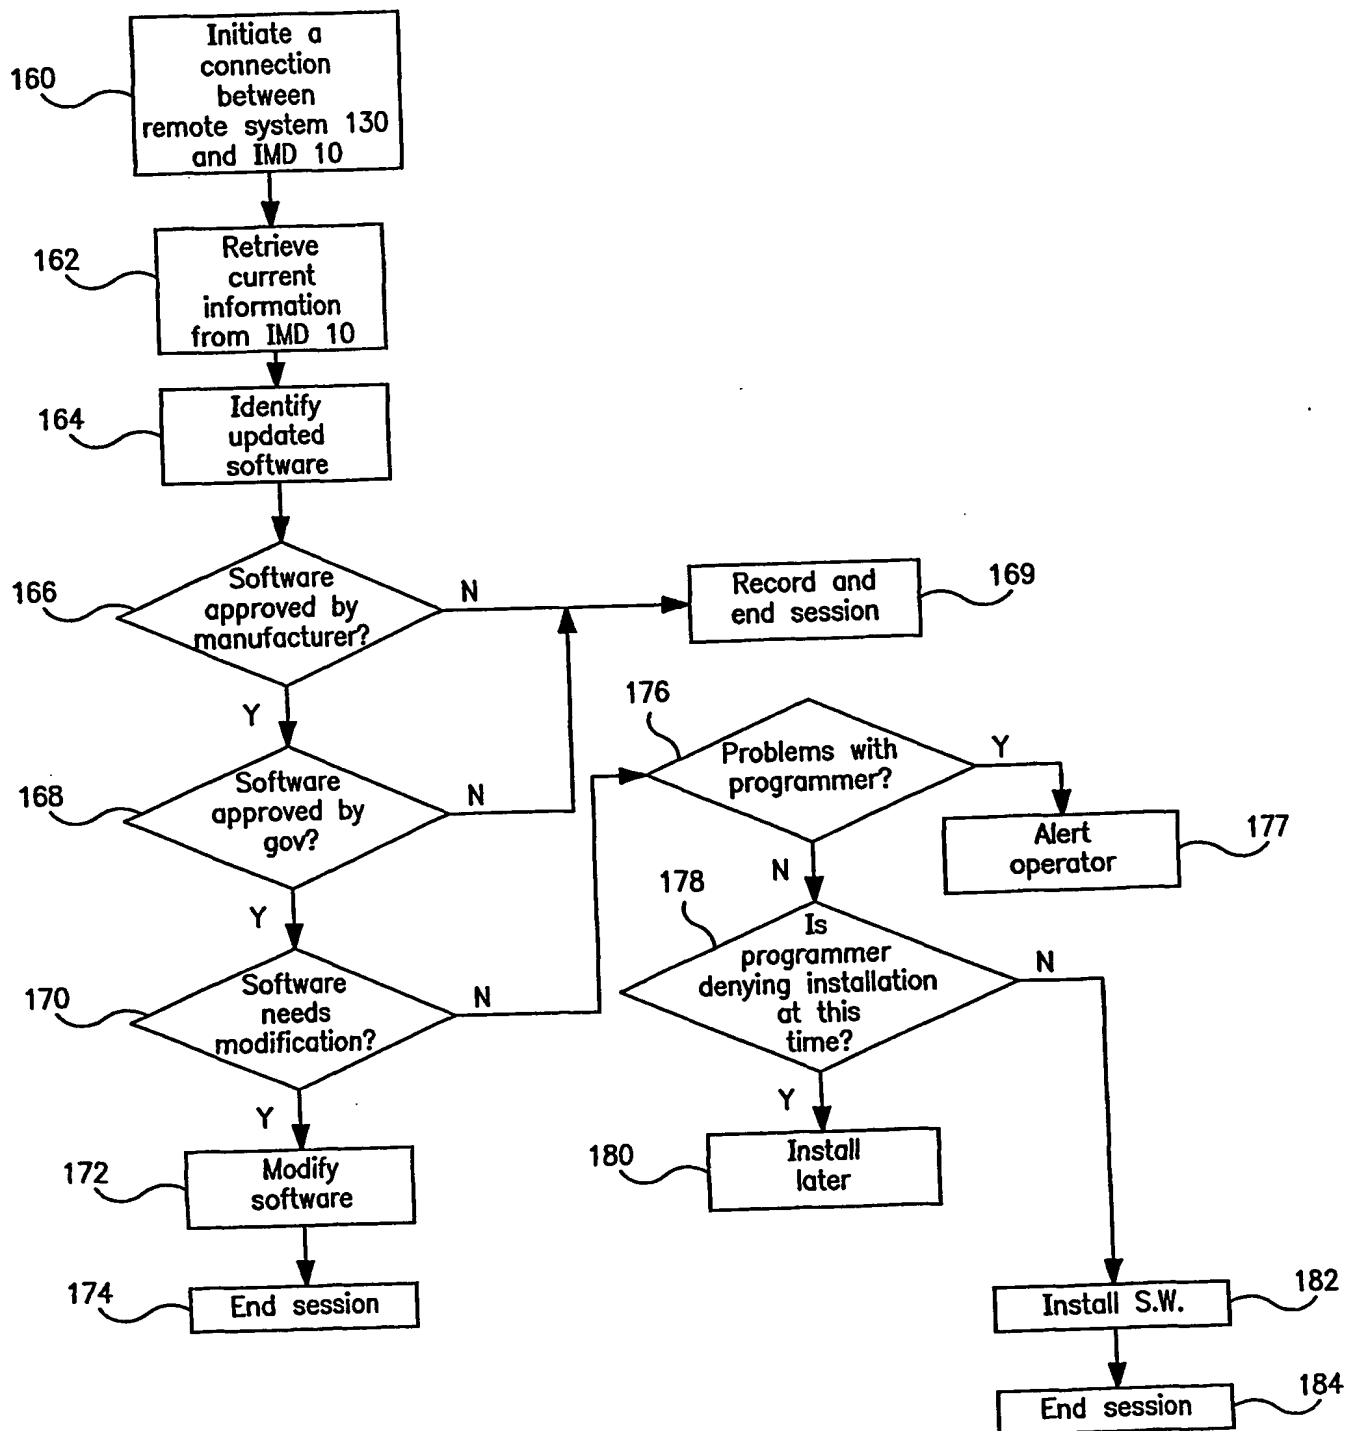 Initiate a
connection
between
remote system 130
and IMD 10
160
Retrieve
current
information
from IMD 10
162
Identify
updated
software
164
Software
approved by
manufacturer?
166
N
Record and
end session
169
Y
Software
approved by
gov?
168
N
Y
Software
needs
modification?
170
N
Y
Modify
software
172
End session
174
176
Problems with
programmer?
Y
Alert
operator
177
N
178
Is
programmer
denying installation
at this
time?
N
Y
Install
later
180
Install S.W.
182
End session
184